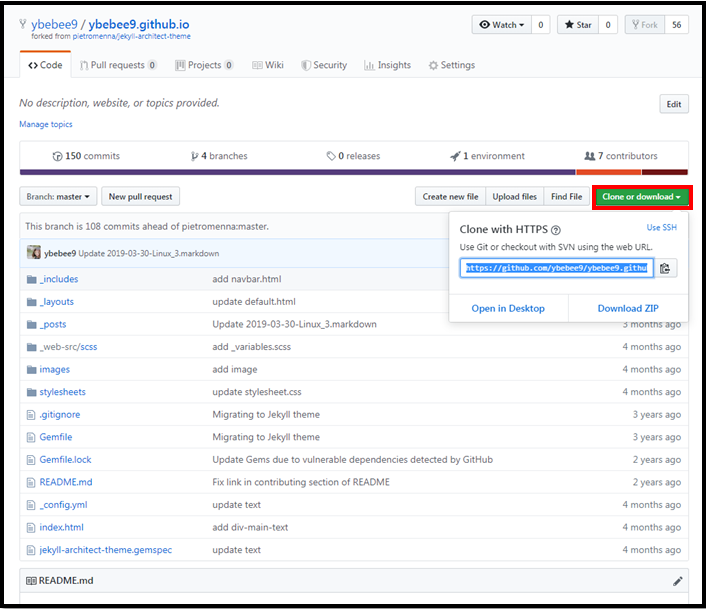 ybebee9 / ybebee9.github.io
Watch 0 Star 0 Fork 56
forked from pietromenna/jekyll-architect-theme
Code Pull requests 0 Projects 0 Wiki Security Insights Settings
No description, website, or topics provided. Edit
Manage topics
150 commits 4 branches 0 releases 1 environment 7 contributors
Branch: master New pull request Create new file Upload files Find File Clone or download
This branch is 108 commits ahead of pietromenna:master.
Clone with HTTPS Use SSH
Use Git or checkout with SVN using the web URL.
https://github.com/ybebee9/ybebee9.githu
Open in Desktop Download ZIP
ybebee9 Update 2019-03-30-Linux_3.markdown
_includes add navbar.html
_layouts update default.html
_posts Update 2019-03-30-Linux_3.markdown 3 months ago
_web-src/scss add _variables.scss 4 months ago
images add image 4 months ago
stylesheets update stylesheet.css 4 months ago
.gitignore Migrating to Jekyll theme 3 years ago
Gemfile Migrating to Jekyll theme 3 years ago
Gemfile.lock Update Gems due to vulnerable dependencies detected by GitHub 2 years ago
README.md Fix link in contributing section of README 2 years ago
_config.yml update text 4 months ago
index.html add div-main-text 4 months ago
jekyll-architect-theme.gemspec update text 4 months ago
README.md